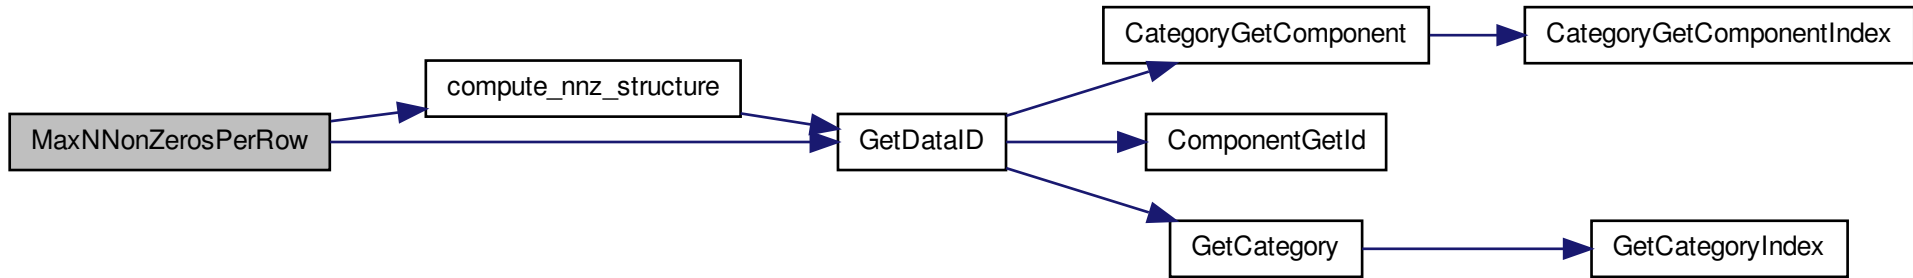 MaxNNonZerosPerRow
compute_nnz_structure
GetDataID
CategoryGetComponent
ComponentGetId
GetCategory
CategoryGetComponentIndex
GetCategoryIndex